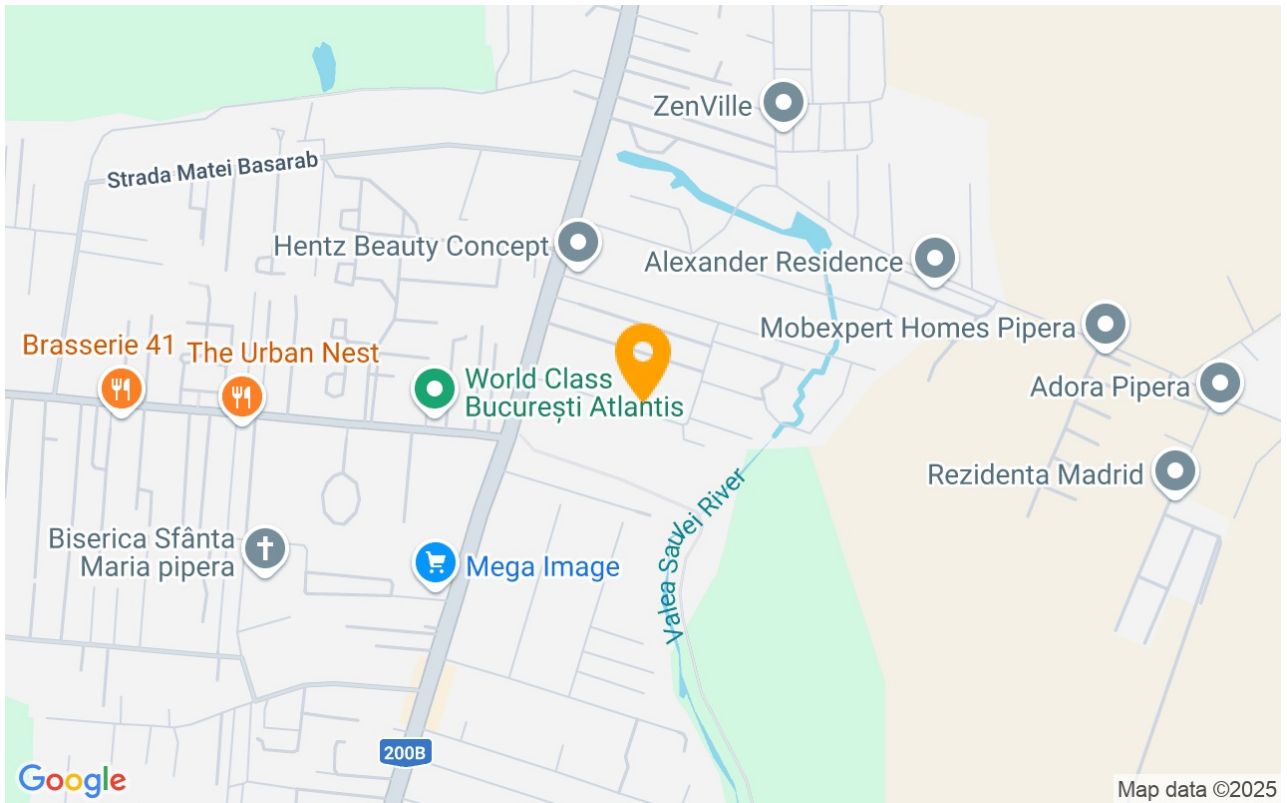 ZenVille
Strada Matei Basarab
Hentz Beauty Concept
Alexander Residence
Mobexpert Homes Pipera
Brasserie 41
The Urban Nest
World Class
București Atlantis
Adora Pipera
Rezidenta Madrid
Valea Saulei River
Biserica Sfânta
Maria pipera
Mega Image
200B
Google
Map data ©2025